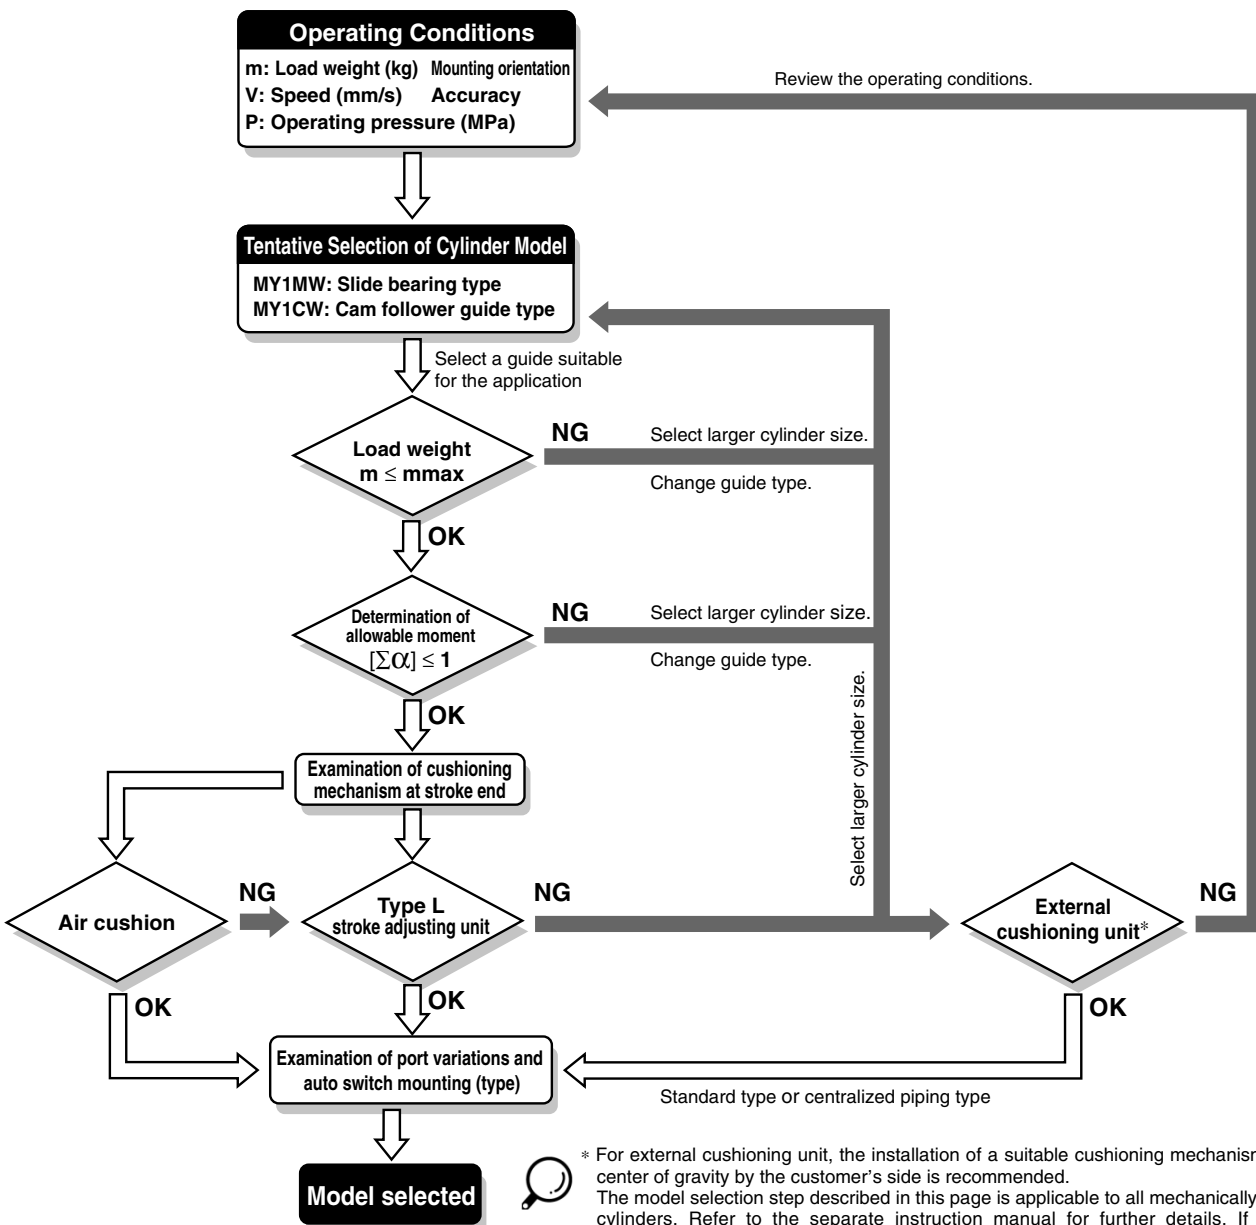 Operating Conditions
m: Load weight (kg) Mounting orientation
V: Speed (mm/s) Accuracy
P: Operating pressure (MPa)
Review the operating conditions.
Tentative Selection of Cylinder Model
MY1MW: Slide bearing type
MY1CW: Cam follower guide type
Select a guide suitable
for the application
Load weight
m ≤ mmax
NG
Select larger cylinder size.
Change guide type.
OK
Determination of
allowable moment
[Σα] ≤ 1
NG
Select larger cylinder size.
Change guide type.
OK
Select larger cylinder size.
Examination of cushioning
mechanism at stroke end
Air cushion
NG
Type L
stroke adjusting unit
NG
External
cushioning unit*
NG
OK
OK
OK
Examination of port variations and
auto switch mounting (type)
Standard type or centralized piping type
Model selected
* For external cushioning unit, the installation of a suitable cushioning mechanism
center of gravity by the customer's side is recommended.
The model selection step described in this page is applicable to all mechanically
cylinders. Refer to the separate instruction manual for further details. If